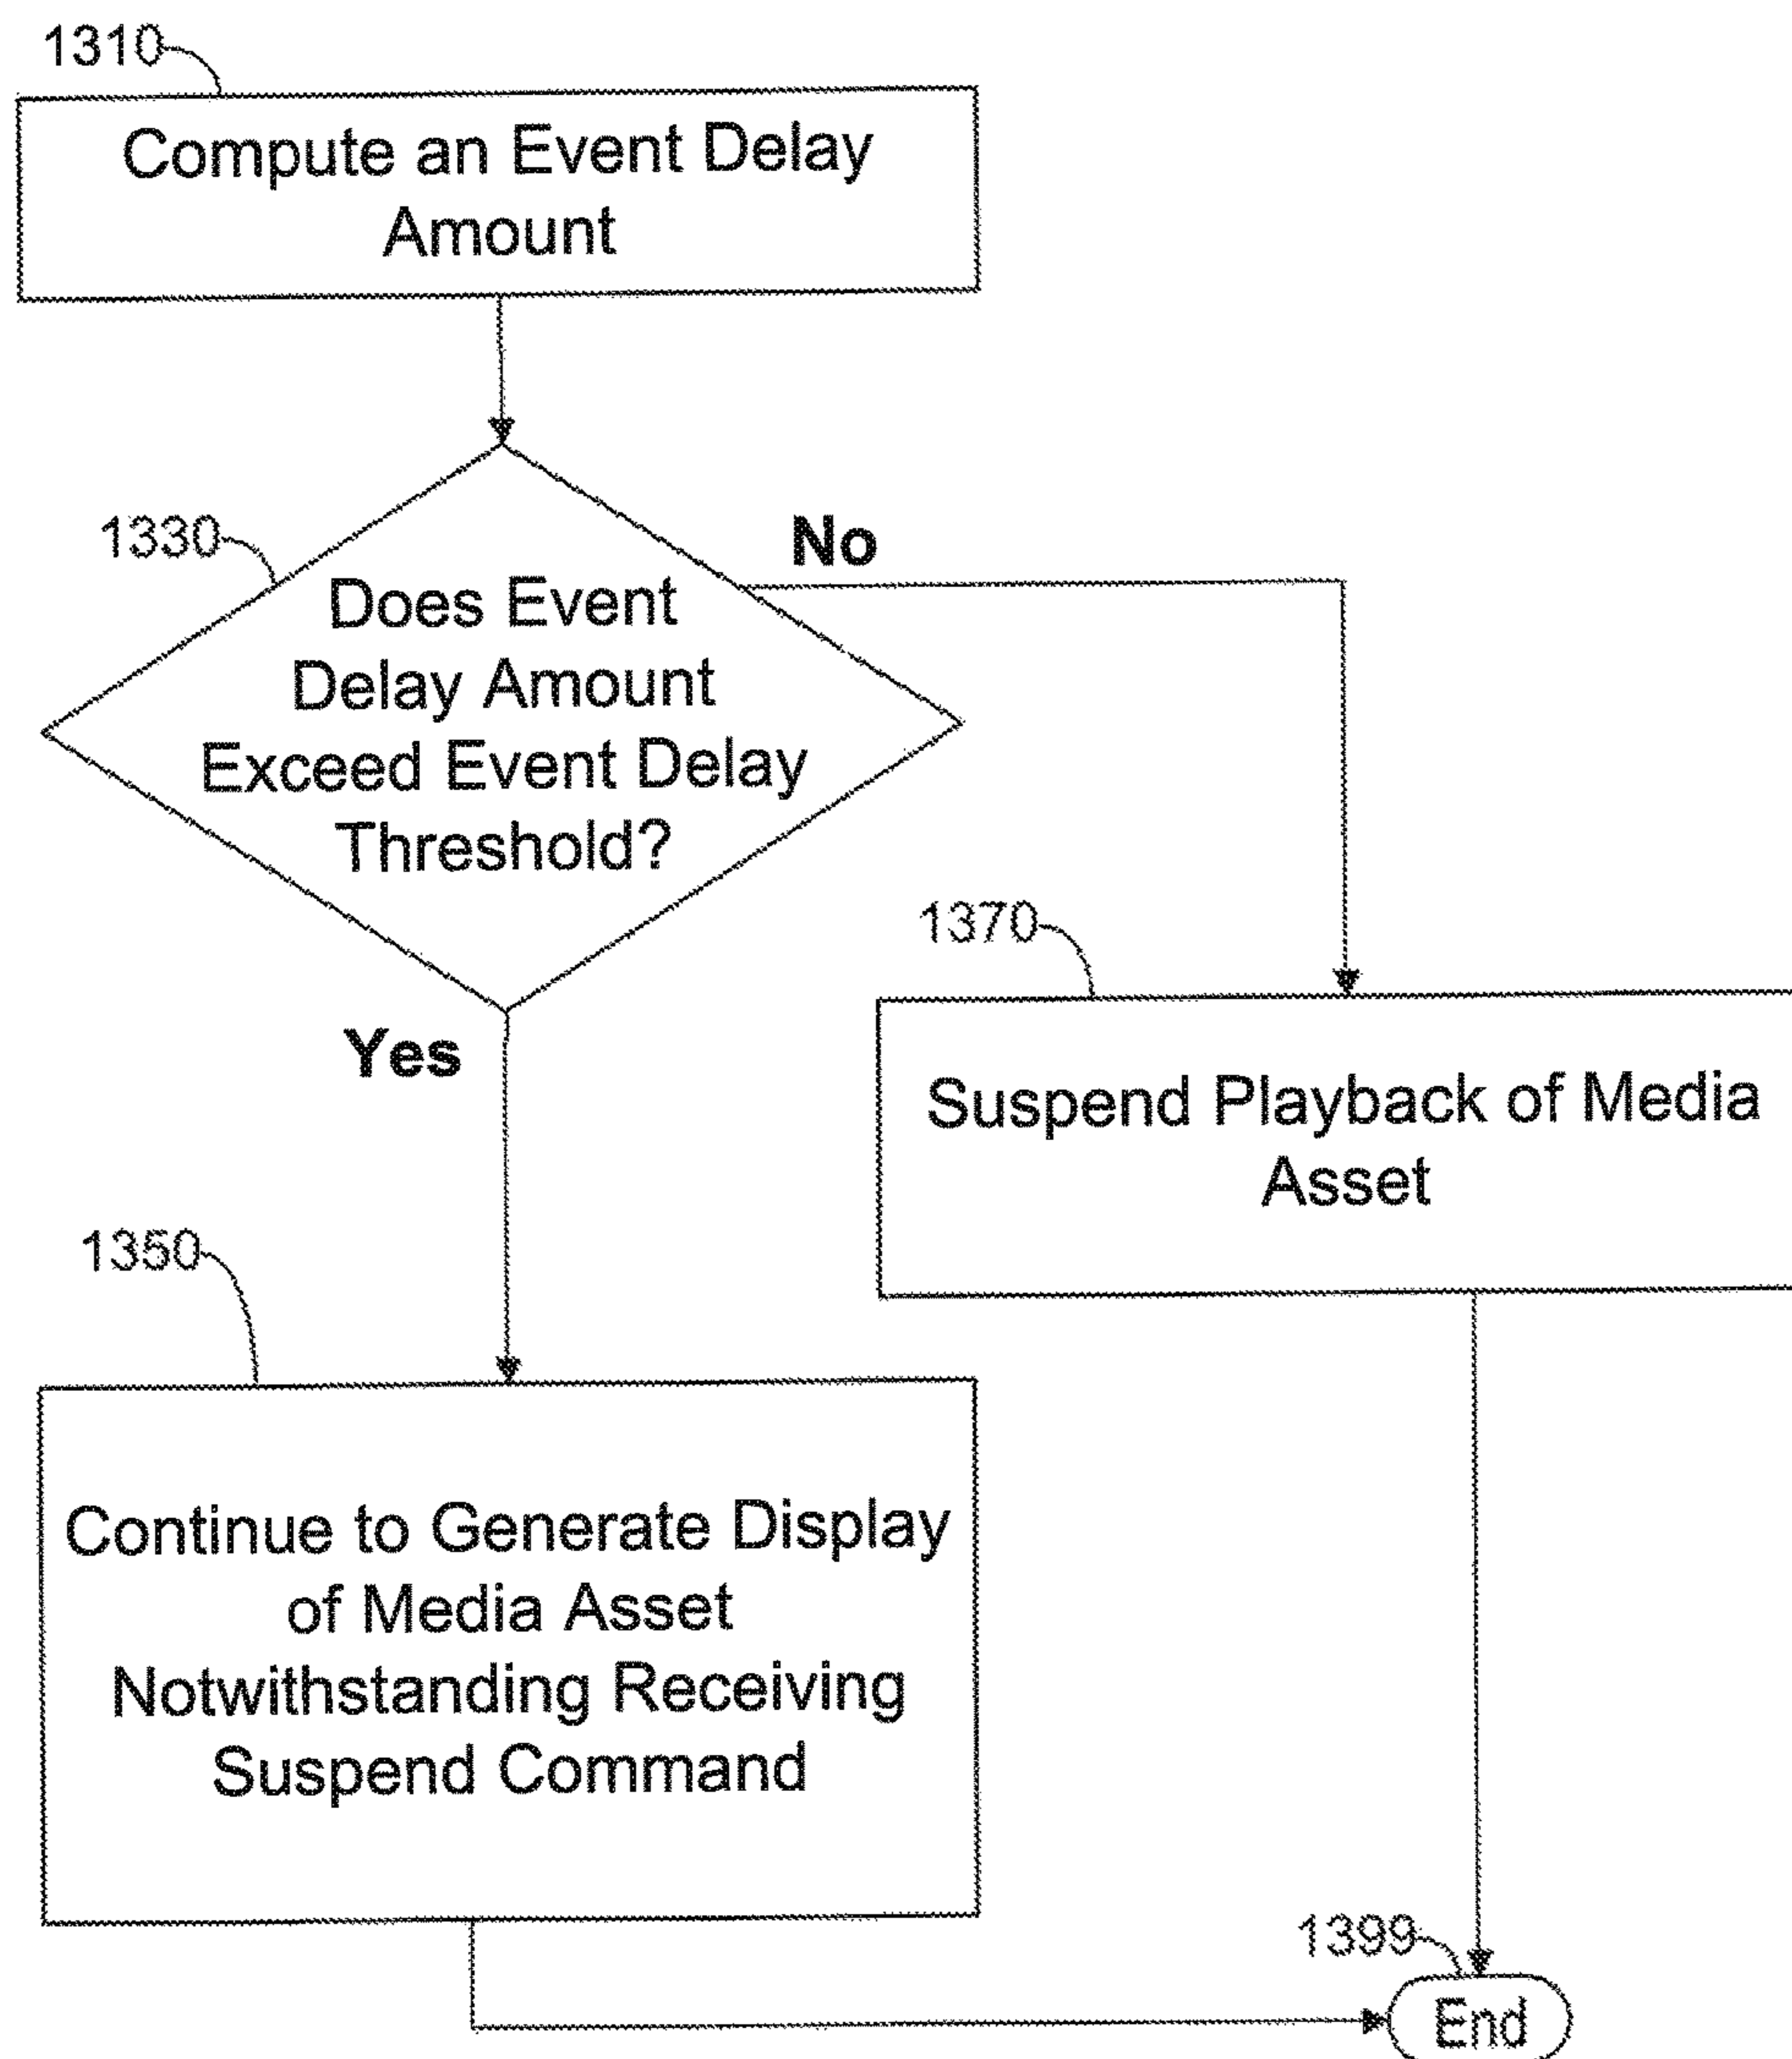 1310
Compute an Event Delay
Amount
1330
No
Does Event
Delay Amount
Exceed Event Delay
Threshold?
Yes
1370
Suspend Playback of Media
Asset
1350
Continue to Generate Display
of Media Asset
Notwithstanding Receiving
Suspend Command
1399
End